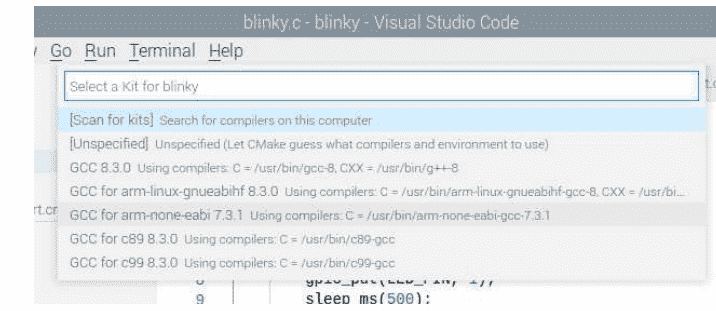 blinky.c - blinky - Visual Studio Code
Go Run Terminal Help
Select a Kit for blinky
[Scan for kits] Search for compilers on this computer
[Unspecified] Unspecified (Let CMake guess what compilers and environment to use)
GCC 8.3.0 Using compilers: C = /usr/bin/gcc-8, CXX = /usr/bin/g++-8
GCC for arm-linux-gnueabihf 8.3.0 Using compilers: C = /usr/bin/arm-linux-gnueabihf-gcc-8, CXX = /usr/bi...
GCC for arm-none-eabi 7.3.1 Using compilers: C = /usr/bin/arm-none-eabi-gcc-7.3.1
GCC for c89 8.3.0 Using compilers: C = /usr/bin/c89-gcc
GCC for c99 8.3.0 Using compilers: C = /usr/bin/c99-gcc
9 sleep_ms(500);